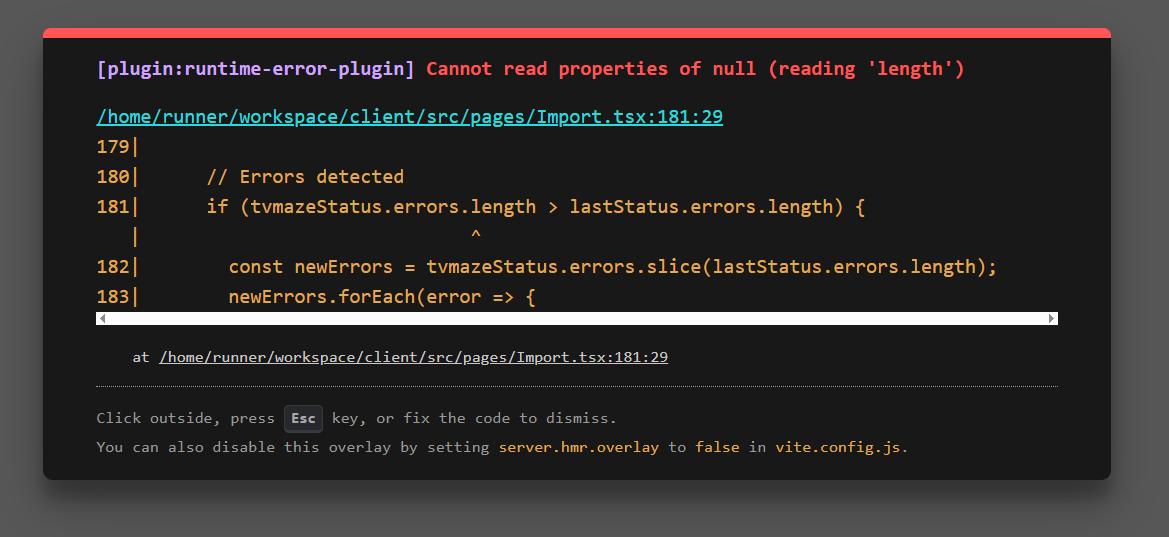 [plugin:runtime-error-plugin] Cannot read properties of null (reading 'length')
/home/runner/workspace/client/src/pages/Import.tsx:181:29
179|
180|      // Errors detected
181|      if (tvmazeStatus.errors.length > lastStatus.errors.length) {
   |                              ^
182|        const newErrors = tvmazeStatus.errors.slice(lastStatus.errors.length);
183|        newErrors.forEach(error => {
at /home/runner/workspace/client/src/pages/Import.tsx:181:29
Click outside, press Esc key, or fix the code to dismiss.
You can also disable this overlay by setting server.hmr.overlay to false in vite.config.js.